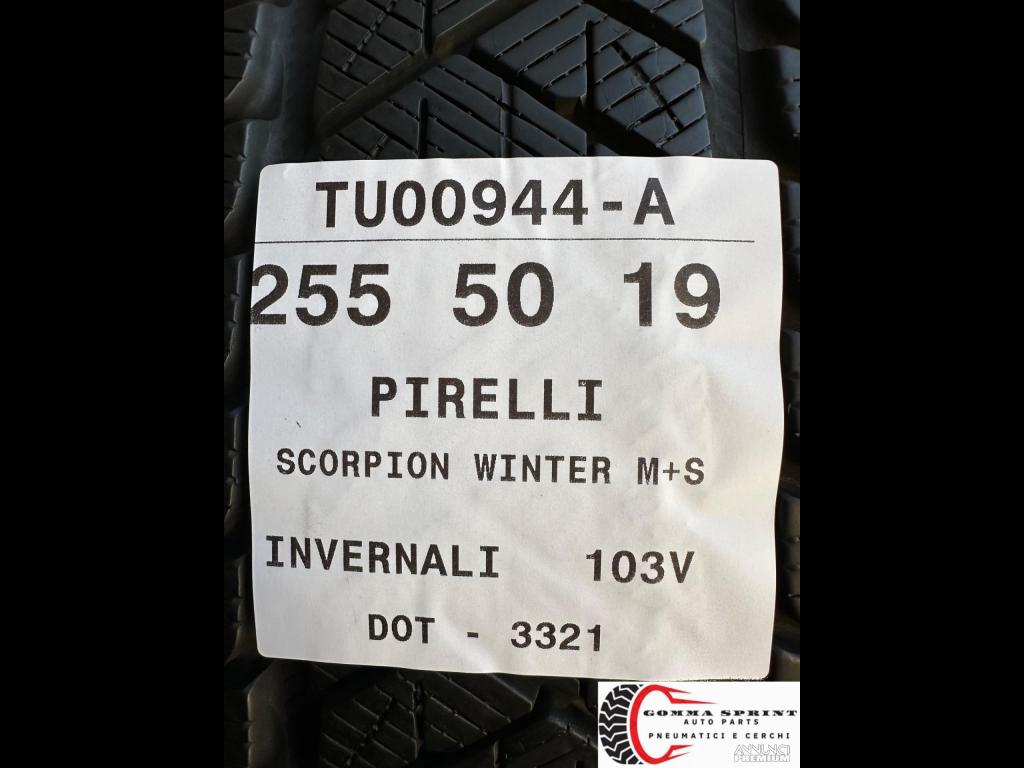 TU00944-A
255 50 19
PIRELLI
SCORPION WINTER M+S
INVERNALI 103V
DOT - 3321
GOMMA SPRINT
AUTO PARTS
PNEUMATICI E CERCHI
ANNUNCI
PREMIUM